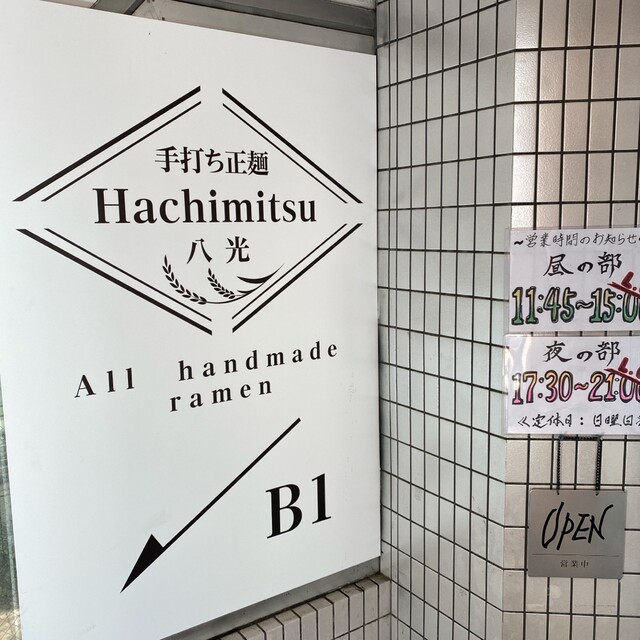 手打ち正麺
Hachimitsu
八光
All handmade
ramen
B1
~営業時間のお知らせ~
昼の部
11:45~15:00
夜の部
17:30~21:00
定休日:日曜日
OPEN
営業中